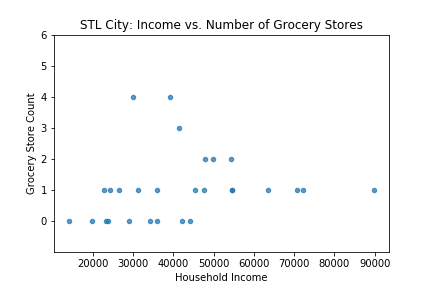 STL City: Income vs. Number of Grocery Stores
6
5
4
3
2
1
0
Grocery Store Count
20000 30000 40000 50000 60000 70000 80000 90000
Household Income